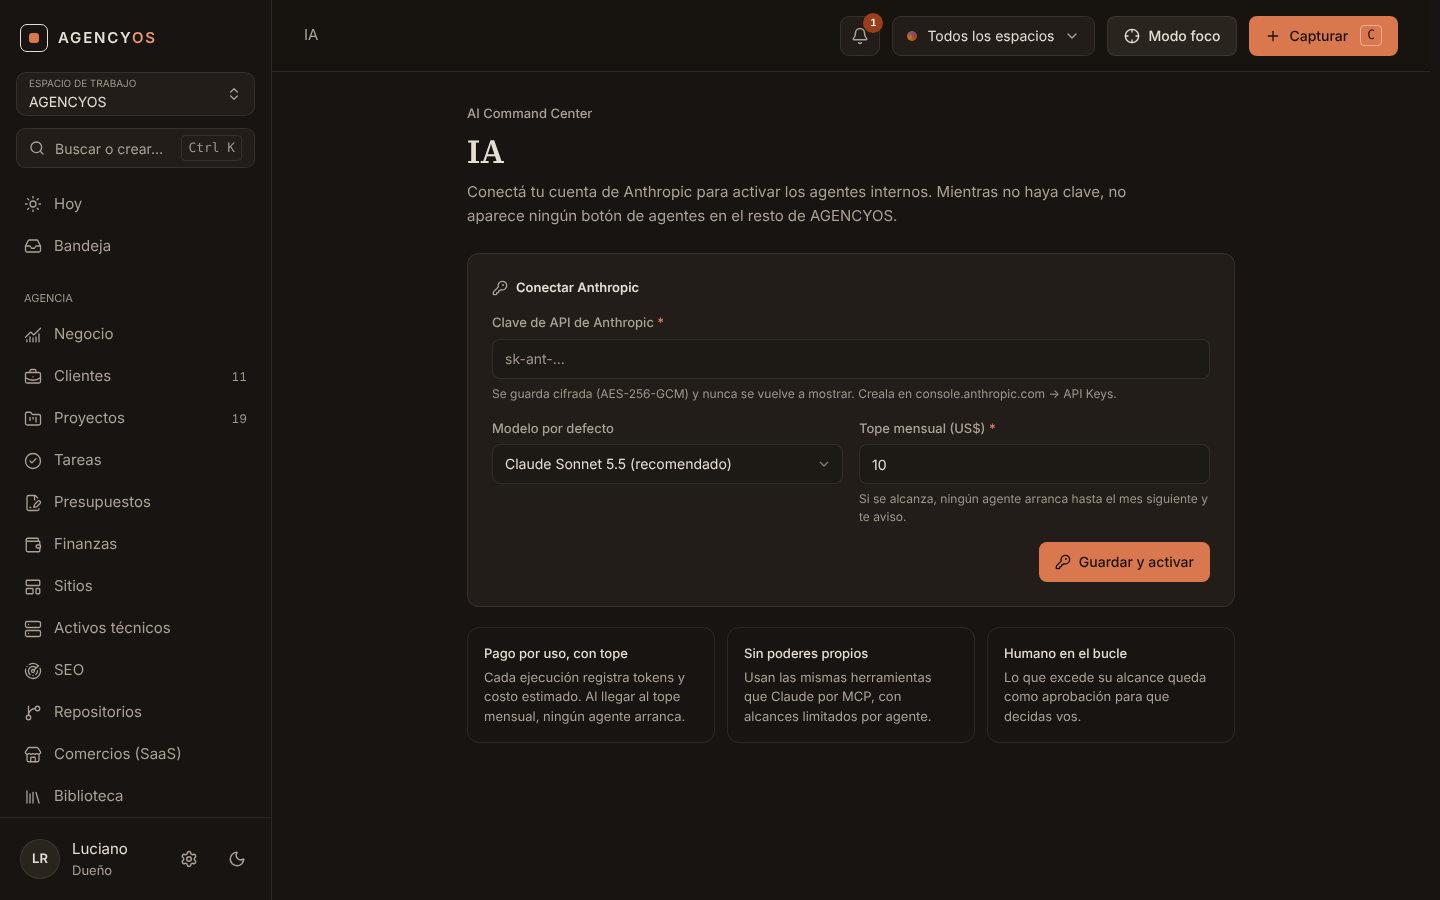 AGENCYOS
ESPACIO DE TRABAJO
AGENCYOS
Buscar o crear... Ctrl K
Hoy
Bandeja
AGENCIA
Negocio
Clientes 11
Proyectos 19
Tareas
Presupuestos
Finanzas
Sitios
Activos técnicos
SEO
Repositorios
Comercios (SaaS)
Biblioteca
LR
Luciano
Dueño
IA
1
Todos los espacios
Modo foco
Capturar C
AI Command Center
IA
Conectá tu cuenta de Anthropic para activar los agentes internos. Mientras no haya clave, no
aparece ningún botón de agentes en el resto de AGENCYOS.
Conectar Anthropic
Clave de API de Anthropic *
sk-ant-...
Se guarda cifrada (AES-256-GCM) y nunca se vuelve a mostrar. Creala en console.anthropic.com → API Keys.
Modelo por defecto
Claude Sonnet 5.5 (recomendado)
Tope mensual (US$) *
10
Si se alcanza, ningún agente arranca hasta el mes siguiente y
te aviso.
Guardar y activar
Pago por uso, con tope
Cada ejecución registra tokens y
costo estimado. Al llegar al tope
mensual, ningún agente arranca.
Sin poderes propios
Usan las mismas herramientas
que Claude por MCP, con
alcances limitados por agente.
Humano en el bucle
Lo que excede su alcance queda
como aprobación para que
decidas vos.